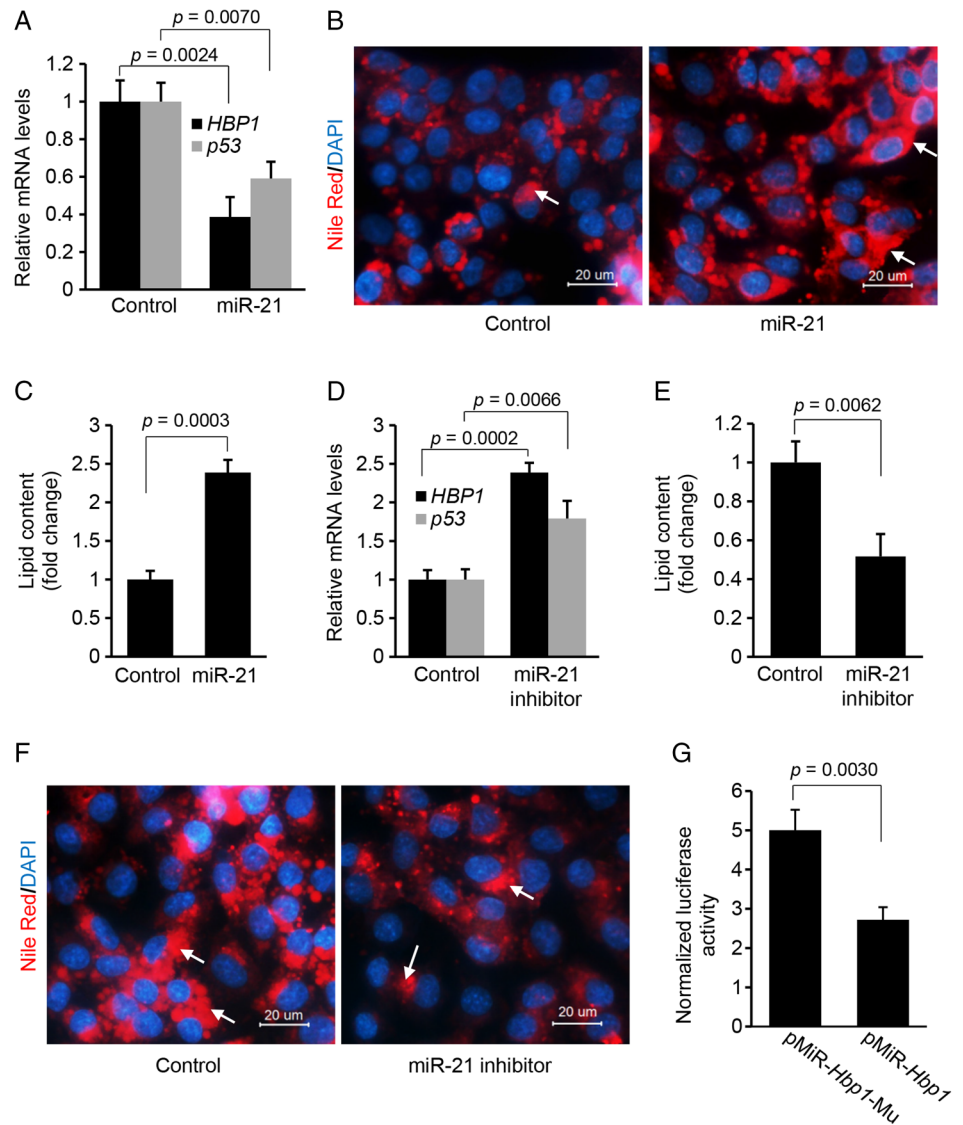 A
p = 0.0070
p = 0.0024
Relative mRNA levels
1.2
1
0.8
0.6
0.4
0.2
0
HBP1
p53
Control
miR-21
B
Nile Red/DAPI
20 um
20 um
Control
miR-21
C
p = 0.0003
Lipid content
(fold change)
3
2.5
2
1.5
1
0.5
0
Control
miR-21
D
p = 0.0066
p = 0.0002
Relative mRNA levels
3
2.5
2
1.5
1
0.5
0
HBP1
p53
Control
miR-21
inhibitor
E
p = 0.0062
Lipid content
(fold change)
1.2
1
0.8
0.6
0.4
0.2
0
Control
miR-21
inhibitor
F
Nile Red/DAPI
20 um
20 um
Control
miR-21 inhibitor
G
p = 0.0030
Normalized luciferase
activity
6
5
4
3
2
1
0
pMiR-Hbp1-Mu
pMiR-Hbp1